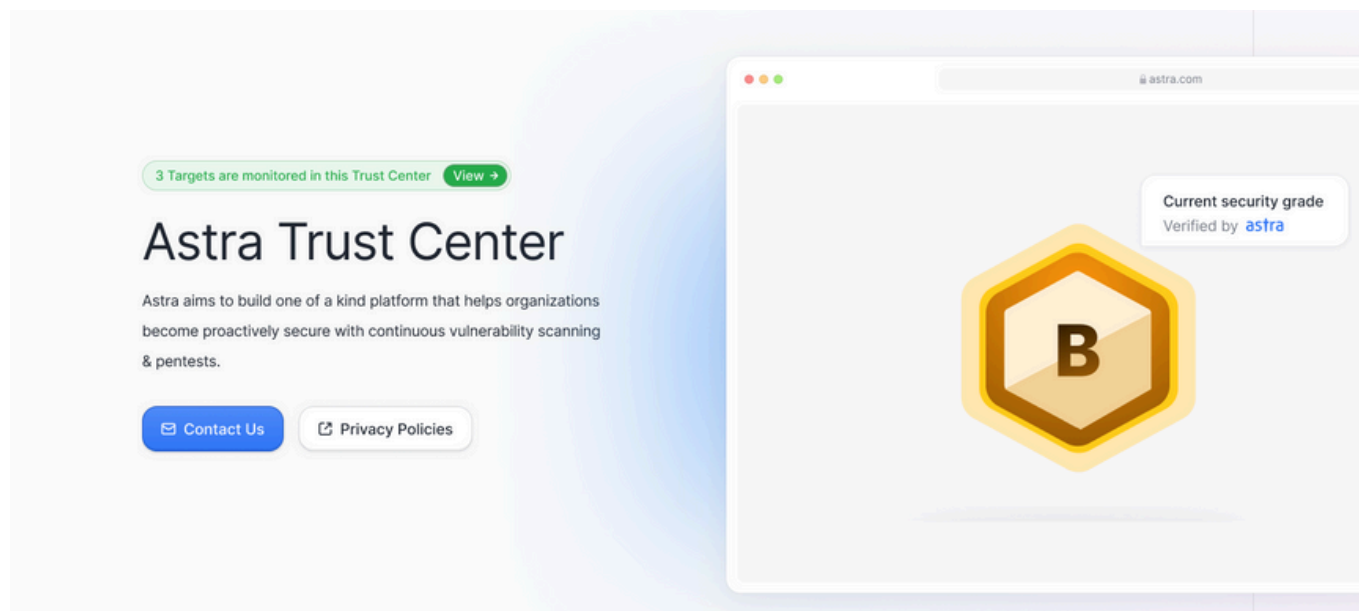 3 Targets are monitored in this Trust Center View →
Astra Trust Center
Astra aims to build one of a kind platform that helps organizations
become proactively secure with continuous vulnerability scanning
& pentests.
Contact Us
Privacy Policies
astra.com
Current security grade
Verified by astra
B